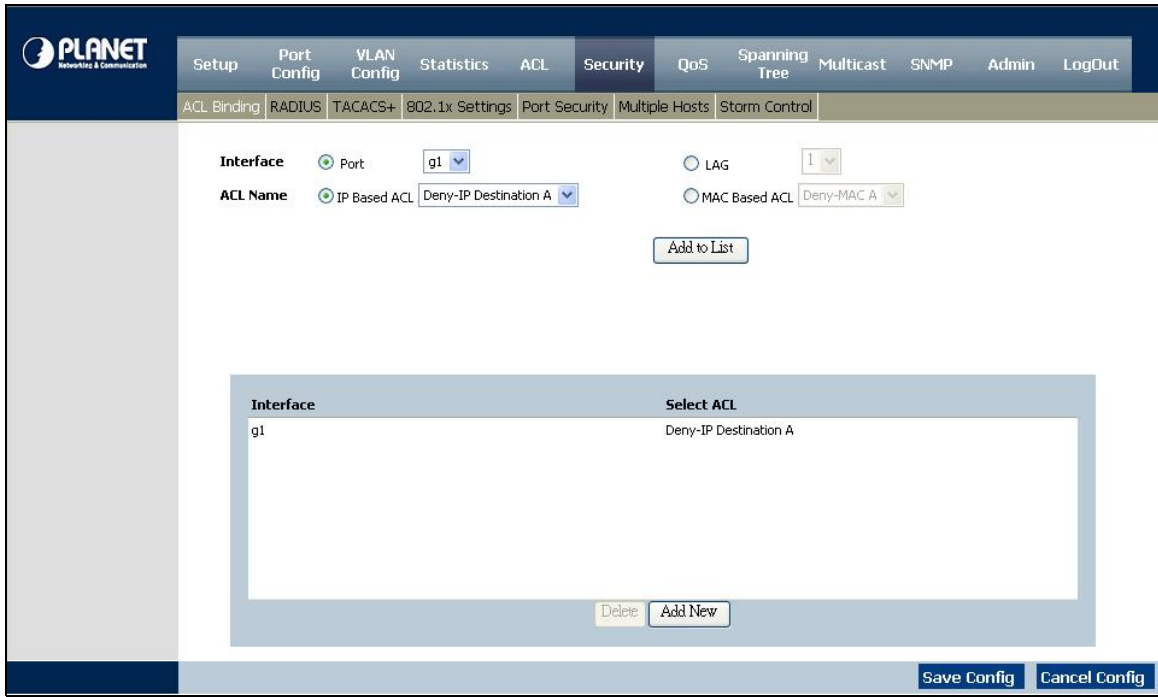 PLANET
Networking & Communication
Setup Port Config VLAN Config Statistics ACL Security QoS Spanning Tree Multicast SNMP Admin LogOut
ACL Binding RADIUS TACACS+ 802.1x Settings Port Security Multiple Hosts Storm Control
Interface Port g1 LAG 1
ACL Name IP Based ACL Deny-IP Destination A MAC Based ACL Deny-MAC A
Add to List
Interface Select ACL
g1 Deny-IP Destination A
Delete Add New
Save Config Cancel Config